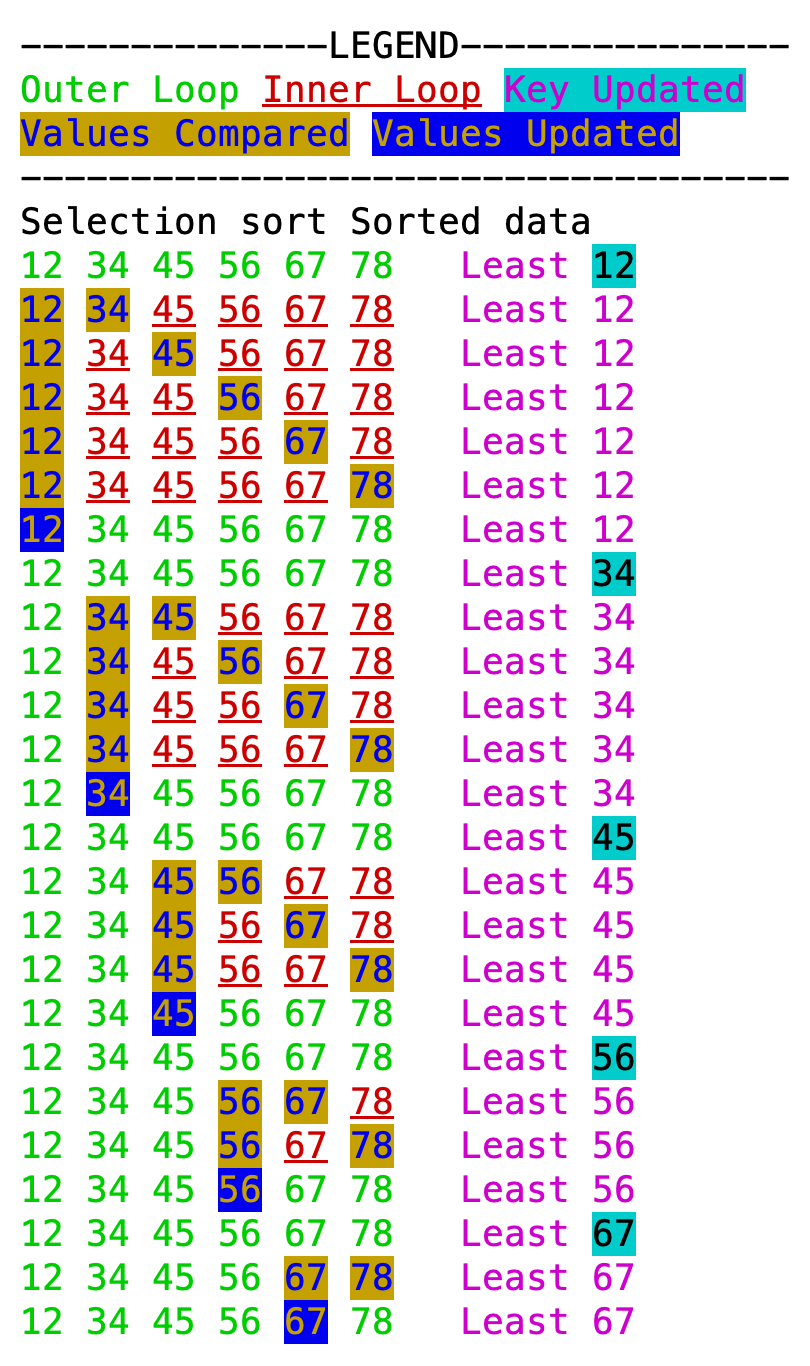 --------------LEGEND---------------
Outer Loop Inner Loop Key Updated
Values Compared Values Updated
-----------------------------------
Selection sort Sorted data
12 34 45 56 67 78   Least 12
12 34 45 56 67 78   Least 12
12 34 45 56 67 78   Least 12
12 34 45 56 67 78   Least 12
12 34 45 56 67 78   Least 12
12 34 45 56 67 78   Least 12
12 34 45 56 67 78   Least 12
12 34 45 56 67 78   Least 34
12 34 45 56 67 78   Least 34
12 34 45 56 67 78   Least 34
12 34 45 56 67 78   Least 34
12 34 45 56 67 78   Least 34
12 34 45 56 67 78   Least 34
12 34 45 56 67 78   Least 45
12 34 45 56 67 78   Least 45
12 34 45 56 67 78   Least 45
12 34 45 56 67 78   Least 45
12 34 45 56 67 78   Least 45
12 34 45 56 67 78   Least 56
12 34 45 56 67 78   Least 56
12 34 45 56 67 78   Least 56
12 34 45 56 67 78   Least 56
12 34 45 56 67 78   Least 67
12 34 45 56 67 78   Least 67
12 34 45 56 67 78   Least 67